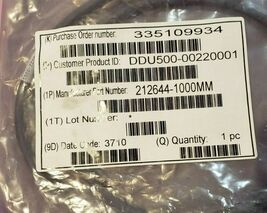 (K) Purchase Order number: 335109934
Customer Product ID: DDU500-00220001
(1P) Manufacturer Part Number: 212644-1000MM
(1T) Lot Number: *
(9D) Date Code: 3710 (Q) Quantity: 1 pc